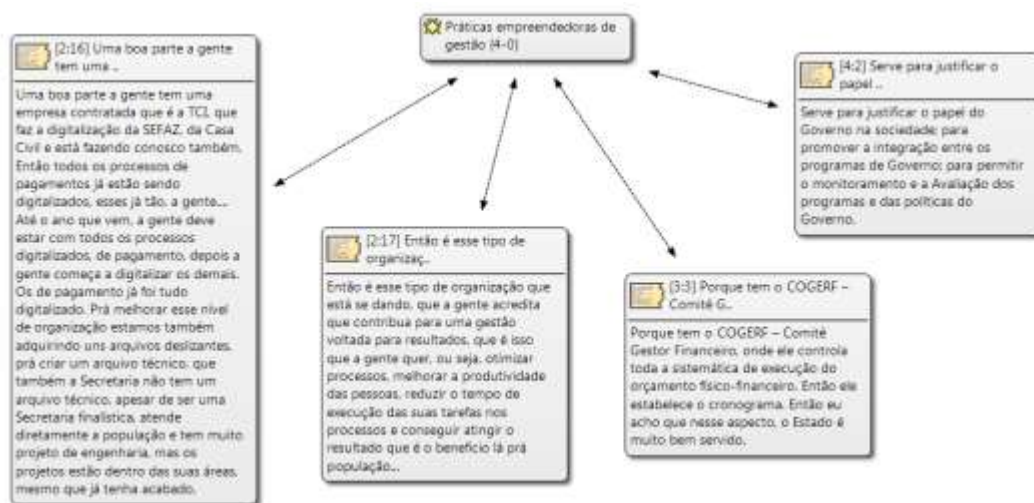 Práticas empreendedoras de
gestão (4-0)
[2:16] Uma boa parte a gente
tem uma ..
Uma boa parte a gente tem uma
empresa contratada que é a TCI, que
faz a digitalização da SEFAZ, da Casa
Civil e está fazendo conosco também.
Então todos os processos de
pagamentos já estão sendo
digitalizados, esses já tão, a gente....
Até o ano que vem, a gente deve
estar com todos os processos
digitalizados, de pagamento, depois a
gente começa a digitalizar os demais.
Os de pagamento já foi tudo
digitalizado. Prá melhorar esse nível
de organização estamos também
adquirindo uns arquivos deslizantes,
prá criar um arquivo técnico, que
também a Secretaria não tem um
arquivo técnico, apesar de ser uma
Secretaria finalística, atende
diretamente a população e tem muito
projeto de engenharia, mas os
projetos estão dentro das suas áreas,
mesmo que já tenha acabado.
[2:17] Então é esse tipo de
organizaç..
Então é esse tipo de organização que
está se dando, que a gente acredita
que contribua para uma gestão
voltada para resultados, que é isso
que a gente quer, ou seja, otimizar
processos, melhorar a produtividade
das pessoas, reduzir o tempo de
execução das suas tarefas nos
processos e conseguir atingir o
resultado que é o benefício lá prá
população...
[3:3] Porque tem o COGERF –
Comitê G..
Porque tem o COGERF – Comitê
Gestor Financeiro, onde ele controla
toda a sistemática de execução do
orçamento físico-financeiro. Então ele
estabelece o cronograma. Então eu
acho que nesse aspecto, o Estado é
muito bem servido.
[4:2] Serve para justificar o
papel ..
Serve para justificar o papel do
Governo na sociedade; para
promover a integração entre os
programas de Governo; para permitir
o monitoramento e a Avaliação dos
programas e das políticas do
Governo.